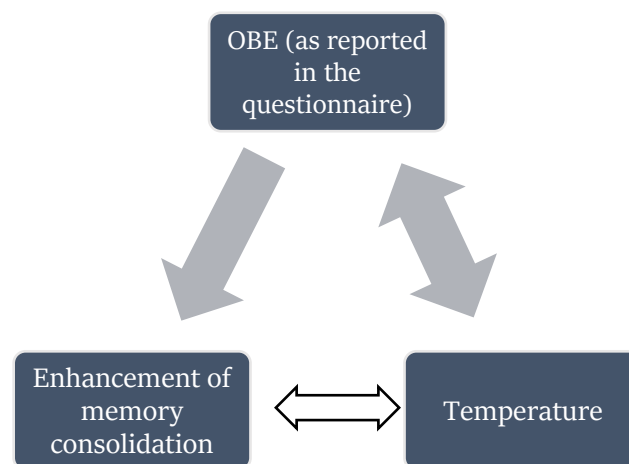 OBE (as reported
in the
questionnaire)
Enhancement of
memory
consolidation
Temperature